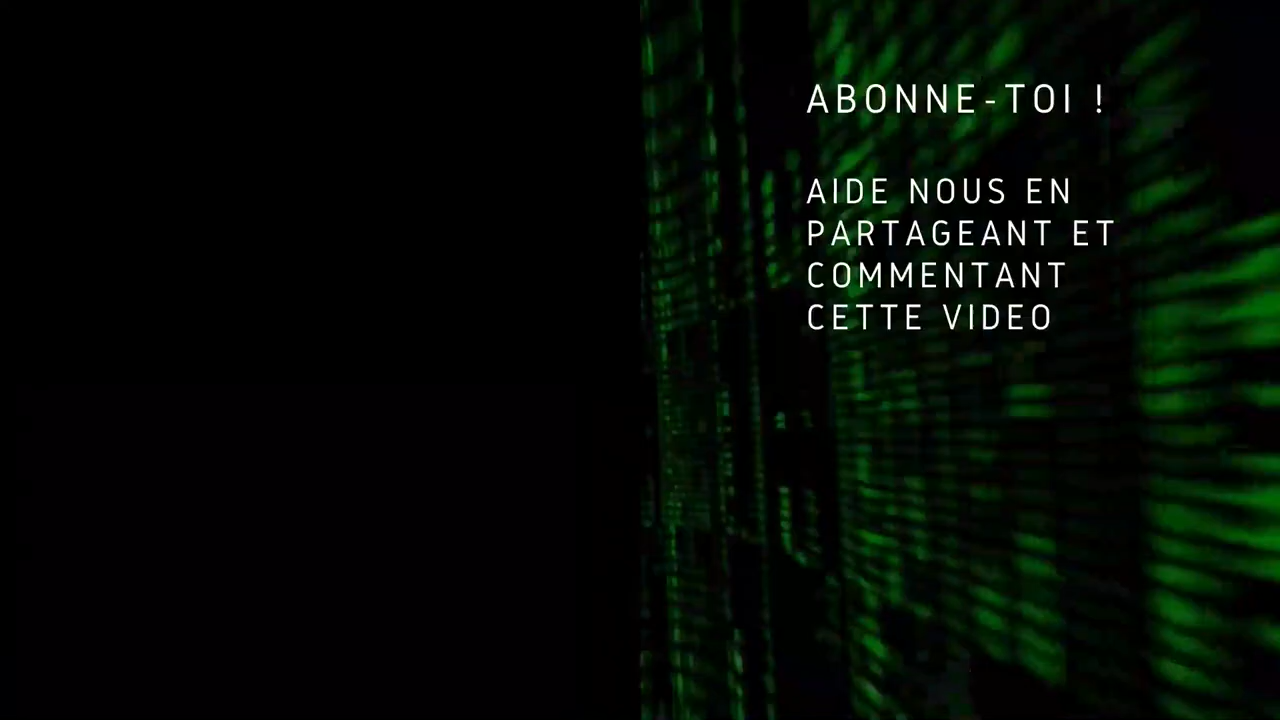 ABONNE-TOI !
AIDE NOUS EN
PARTAGEANT ET
COMMENTANT
CETTE VIDEO